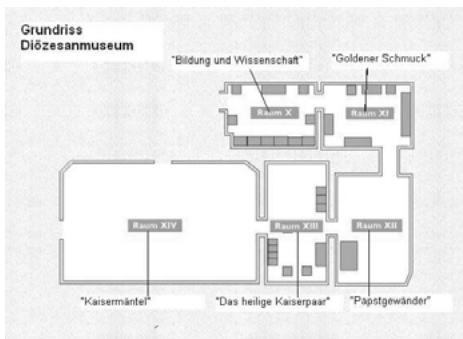 Grundriss
Diözesanmuseum
"Bildung und Wissenschaft"
"Goldener Schmuck"
Raum X
Raum XI
Raum XIV
Raum XIII
Raum XII
"Kaisermäntel"
"Das heilige Kaiserpaar"
"Papstgewänder"